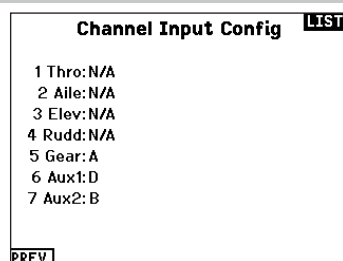 Channel Input Config
LIST
1 Thro: N/A
2 Aile: N/A
3 Elev: N/A
4 Rudd: N/A
5 Gear: A
6 Aux1: D
7 Aux2: B
PREV